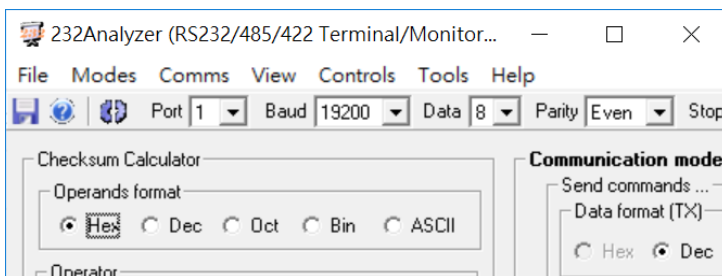 232Analyzer (RS232/485/422 Terminal/Monitor...
File Modes Comms View Controls Tools Help
Port 1 Baud 19200 Data 8 Parity Even Stop
Checksum Calculator
Communication mode
Operands format
Send commands ...
Data format (TX)
Hex Dec Oct Bin ASCII
Hex Dec
Operator